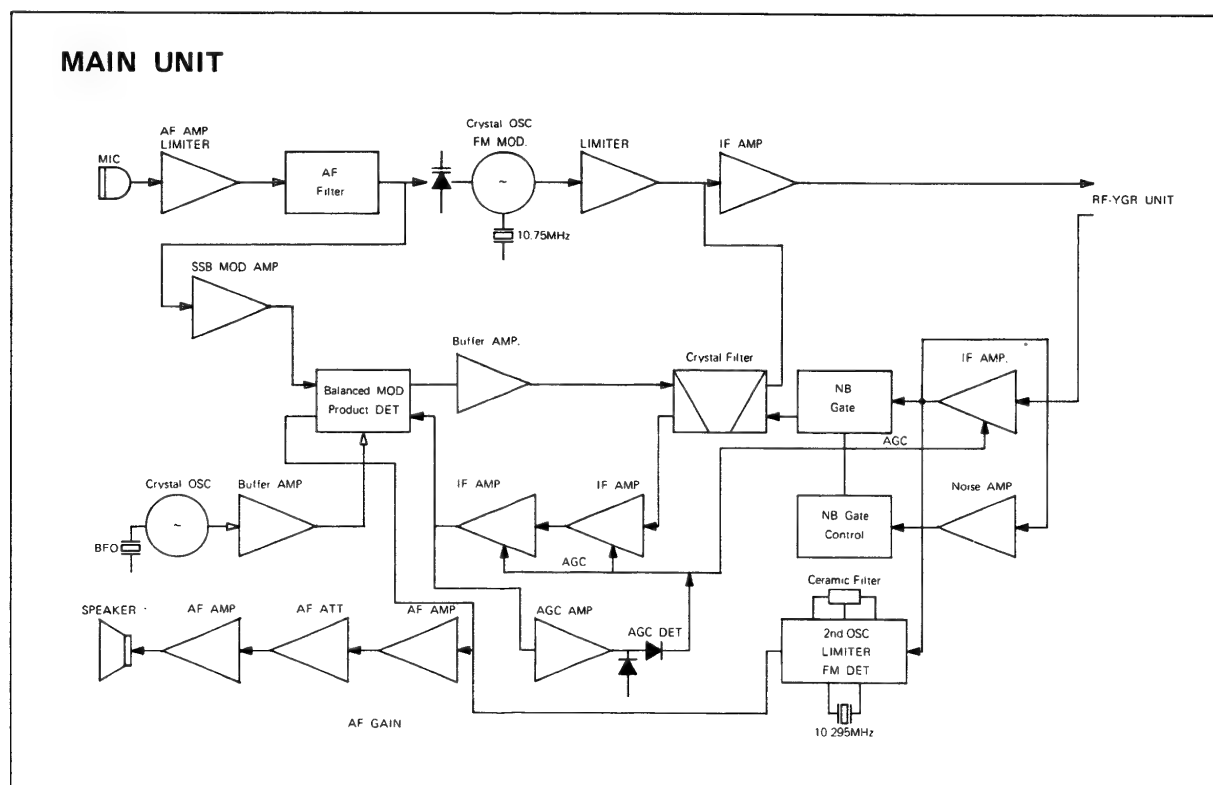 MAIN UNIT
AF AMP
LIMITER
Crystal OSC
FM MOD.
LIMITER
IF AMP
MIC
AF
Filter
RF-YGR UNIT
10.75MHz
SSB MOD AMP
Buffer AMP.
Crystal Filter
IF AMP.
Balanced MOD
Product DET
NB
Gate
AGC
Crystal OSC
Buffer AMP
IF AMP
IF AMP
Noise AMP
NB Gate
Control
BFO
AGC
Ceramic Filter
SPEAKER
AF AMP
AF ATT
AF AMP
AGC AMP
AGC DET
2nd OSC
LIMITER
FM DET
AF GAIN
10 295MHz